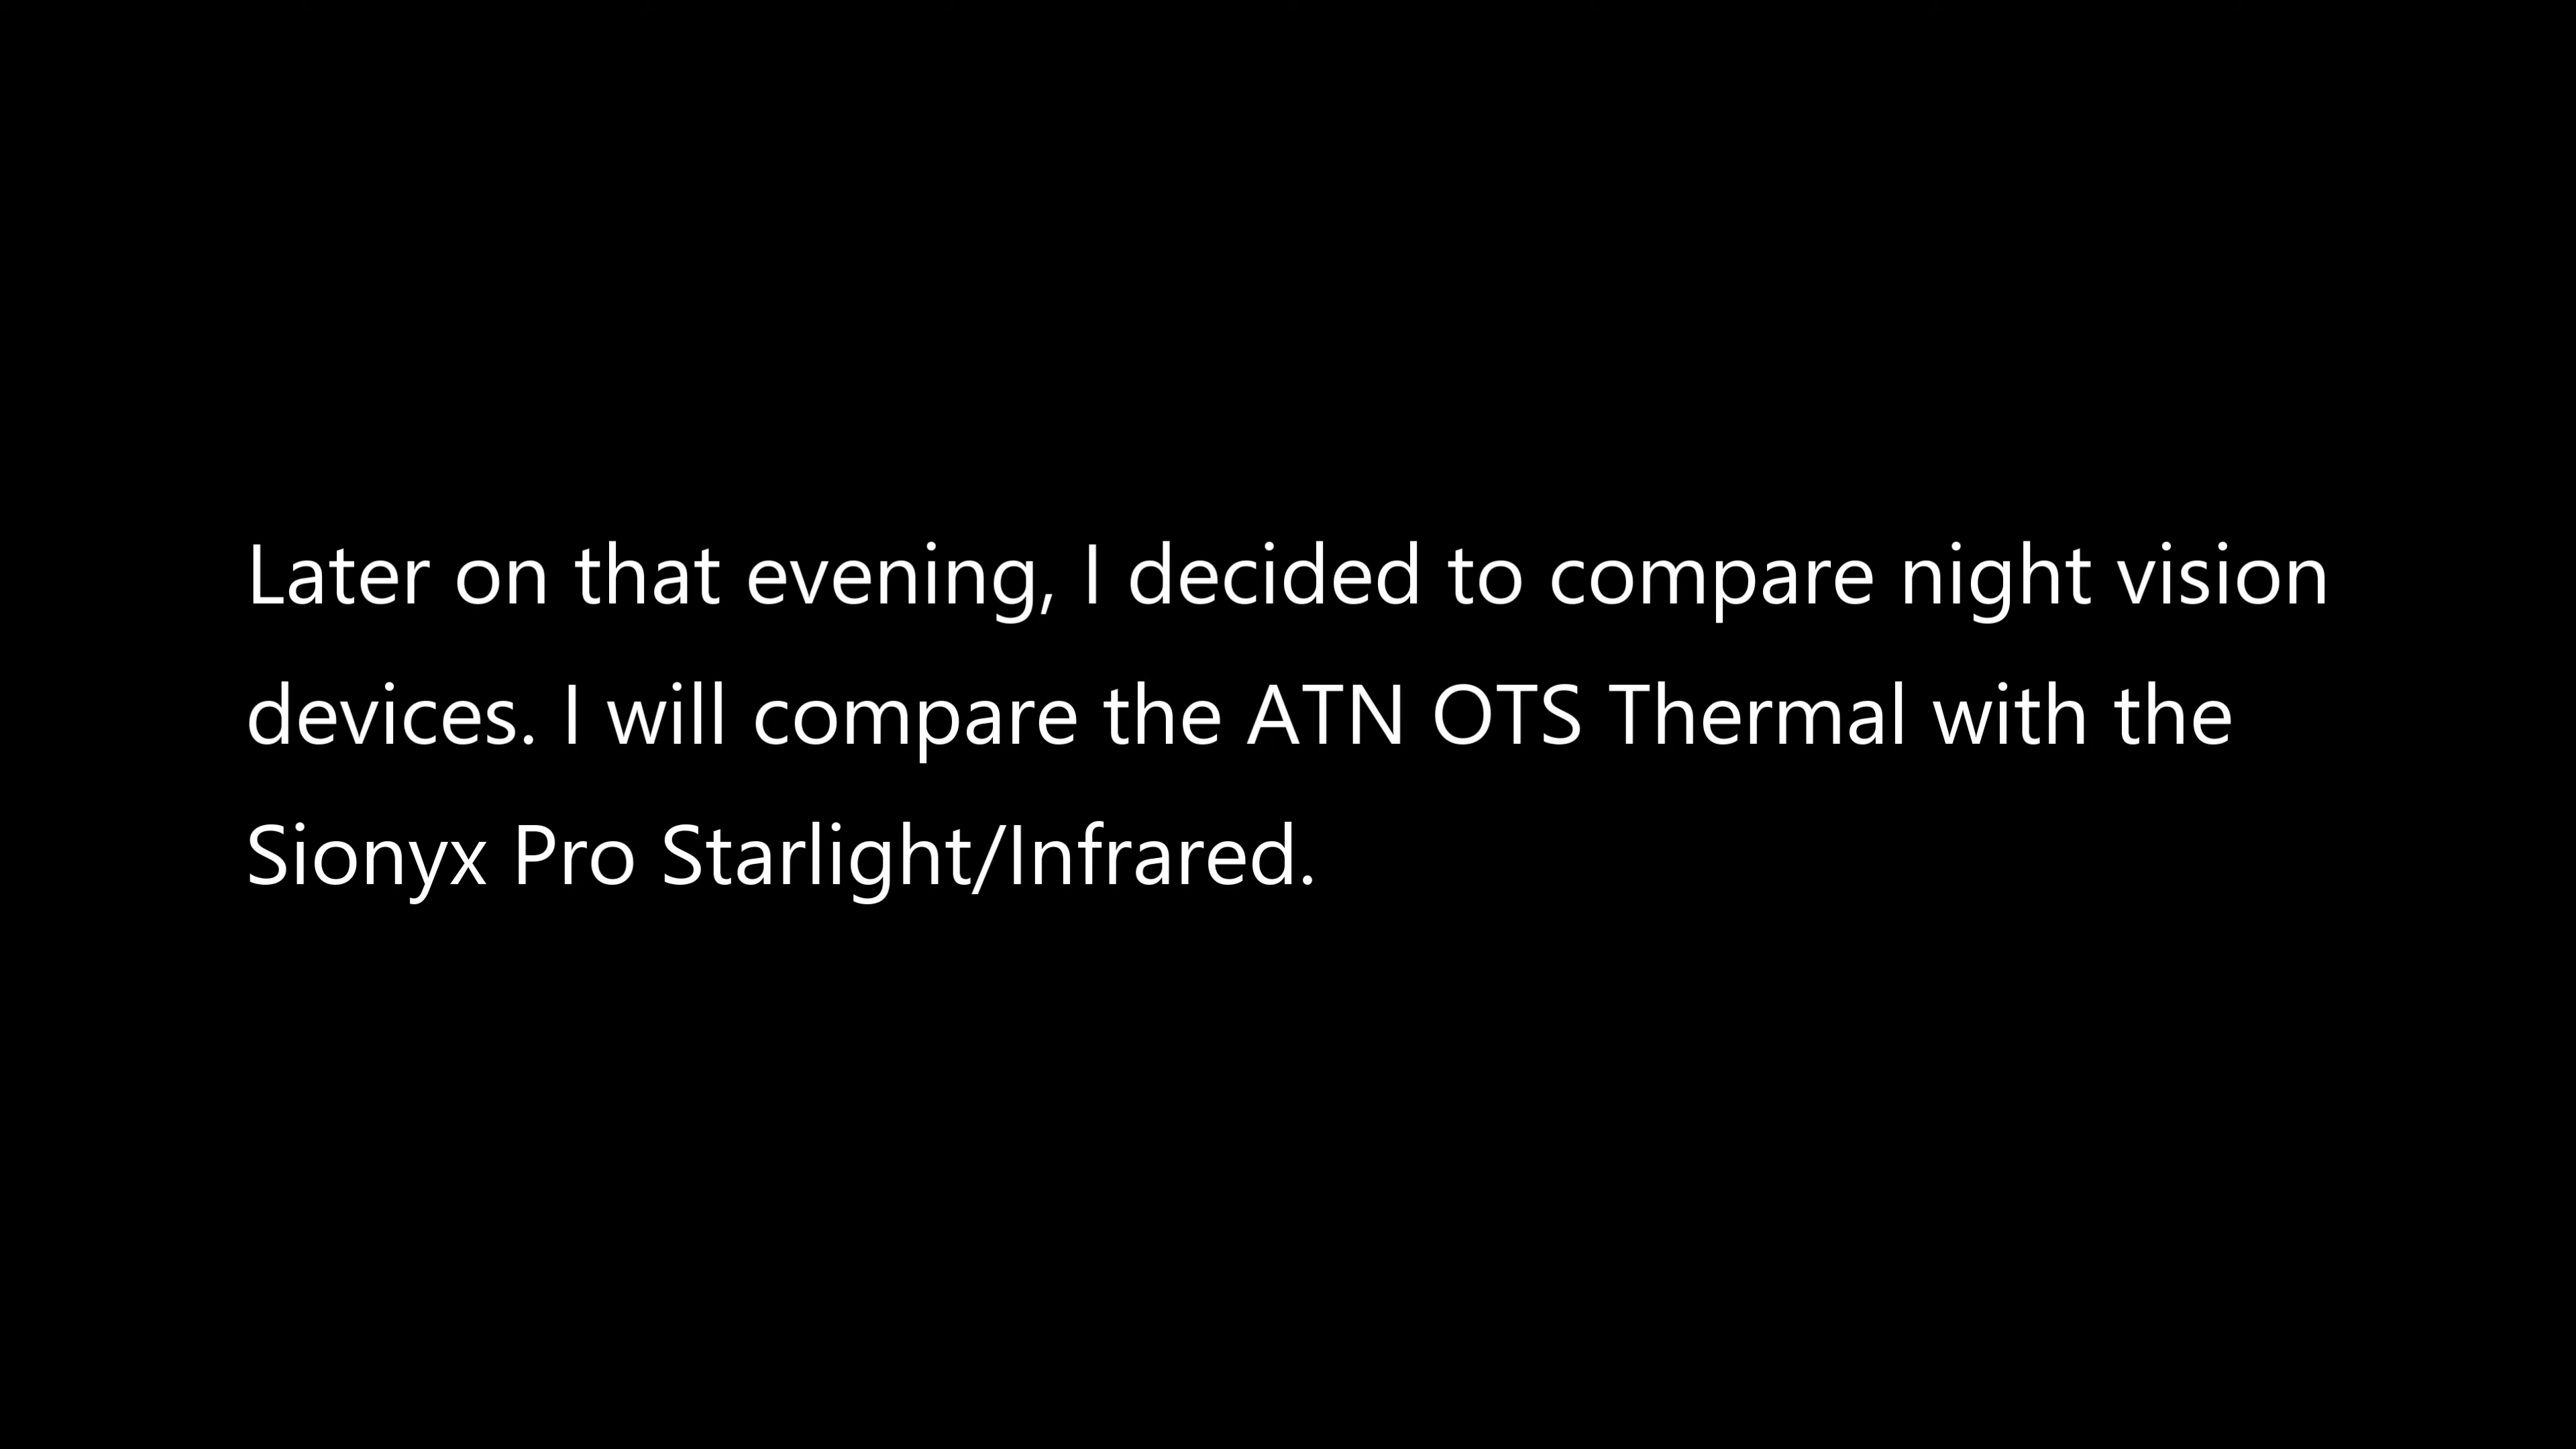 Later on that evening, I decided to compare night vision
devices. I will compare the ATN OTS Thermal with the
Sionyx Pro Starlight/Infrared.